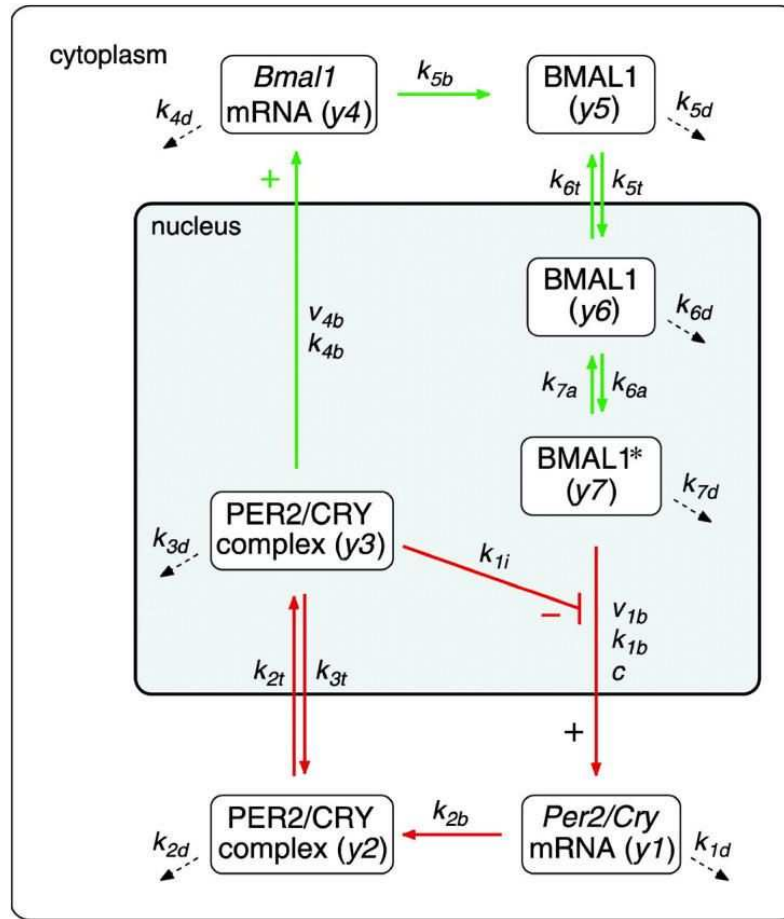 cytoplasm
Bmal1
mRNA (y4)
k5b
BMAL1
(y5)
k4d
k5d
+
k6t
k5t
nucleus
BMAL1
(y6)
k6d
v4b
k4b
k7a
k6a
BMAL1*
(y7)
k7d
PER2/CRY
complex (y3)
k3d
k1i
−
v1b
k1b
c
k2t
k3t
+
PER2/CRY
complex (y2)
k2b
Per2/Cry
mRNA (y1)
k2d
k1d